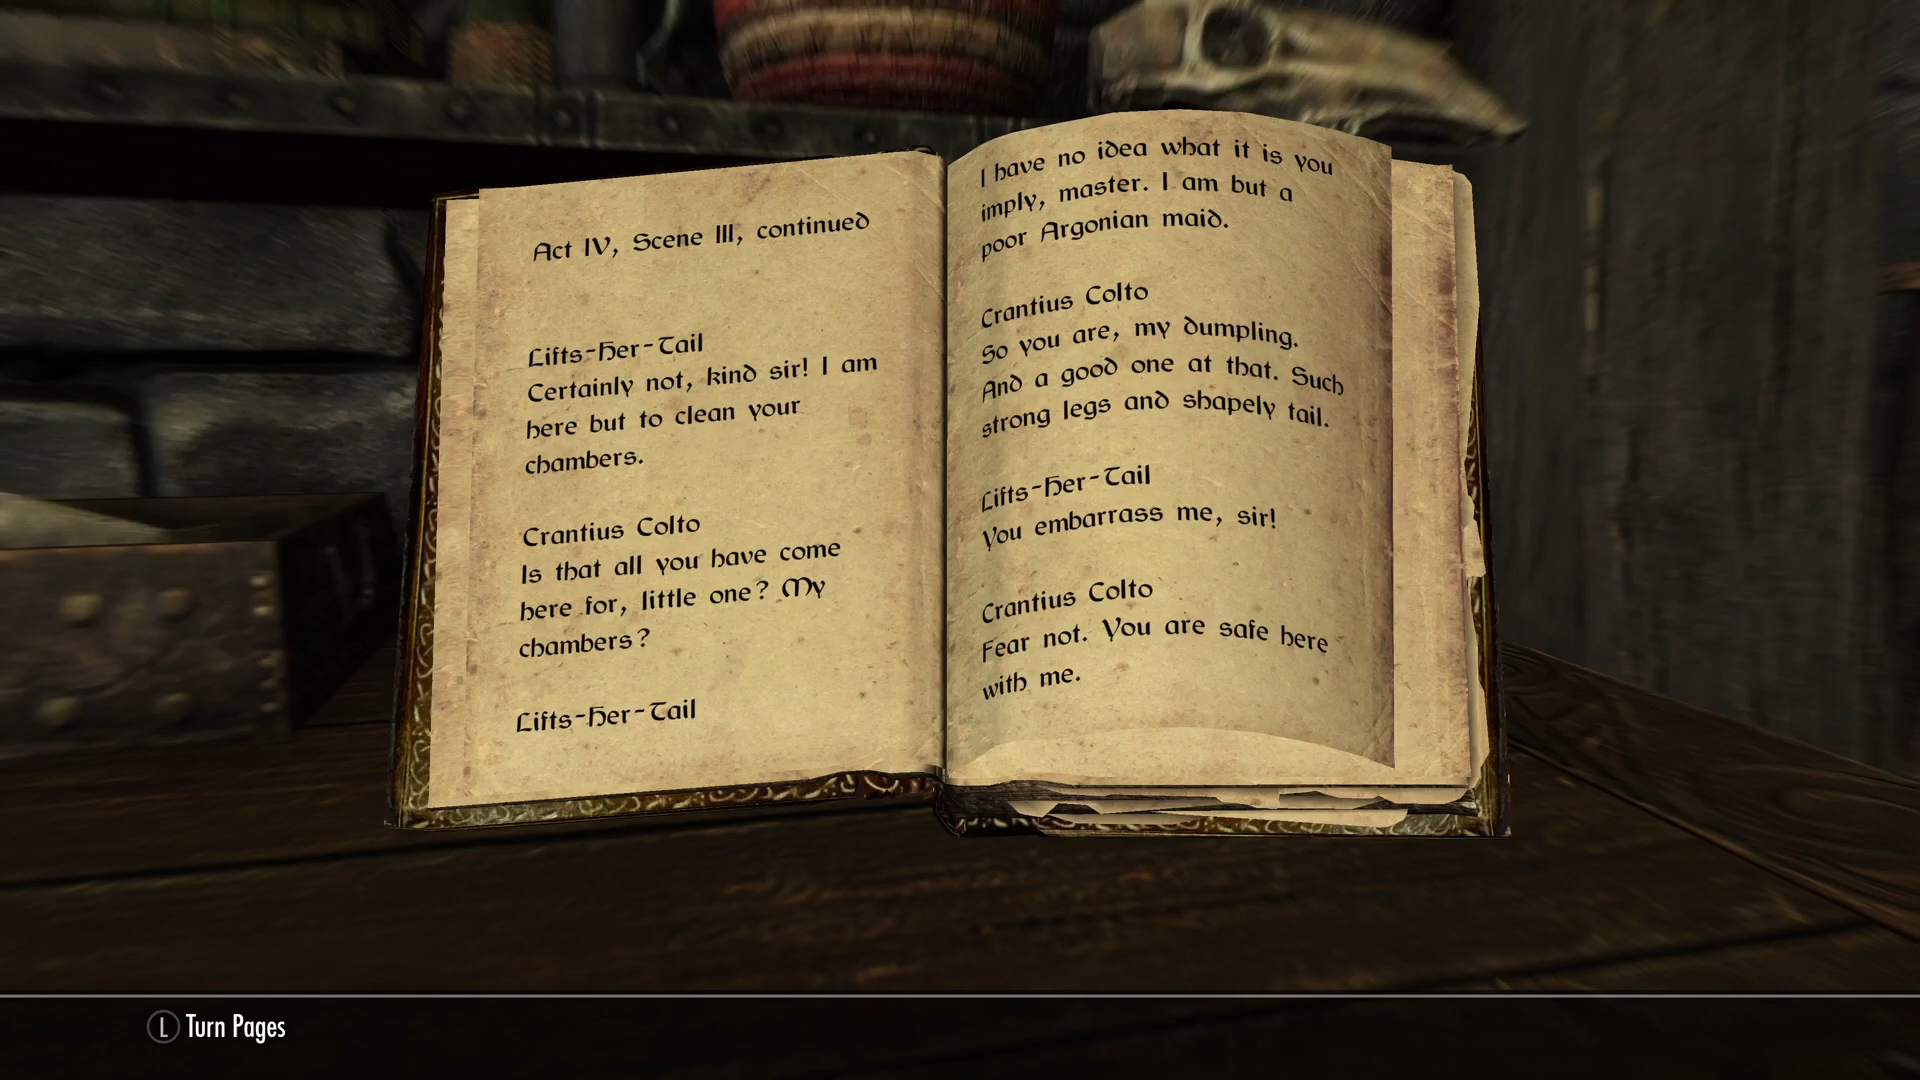 Act IV, Scene III, continued
Lifts-Her-Tail
Certainly not, kind sir! I am
here but to clean your
chambers.
Crantius Colto
Is that all you have come
here for, little one? My
chambers?
Lifts-Her-Tail
I have no idea what it is you
imply, master. I am but a
poor Argonian maid.
Crantius Colto
So you are, my dumpling.
And a good one at that. Such
strong legs and shapely tail.
Lifts-Her-Tail
You embarrass me, sir!
Crantius Colto
Fear not. You are safe here
with me.
L Turn Pages